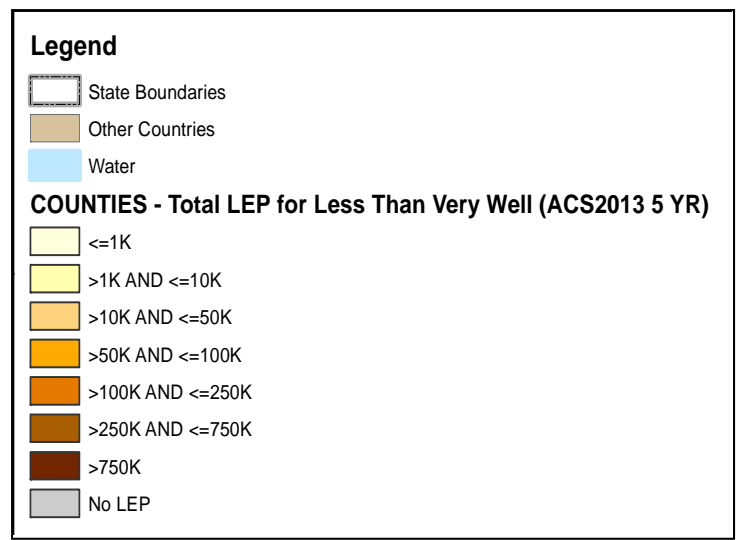 Legend
State Boundaries
Other Countries
Water
COUNTIES - Total LEP for Less Than Very Well (ACS2013 5 YR)
<=1K
>1K AND <=10K
>10K AND <=50K
>50K AND <=100K
>100K AND <=250K
>250K AND <=750K
>750K
No LEP